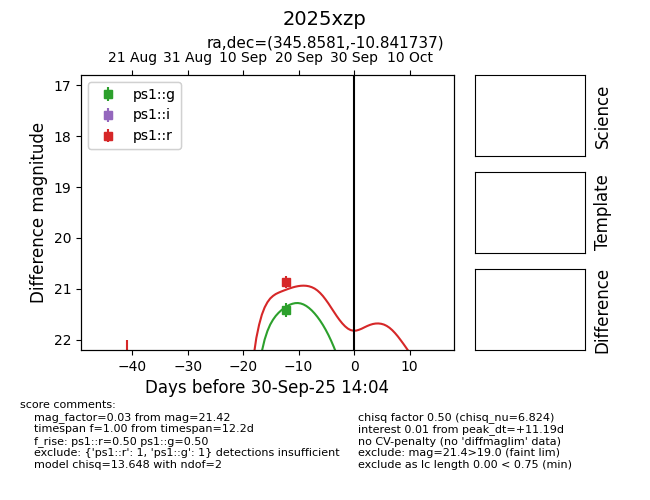 2025xzp
ra,dec=(345.8581,-10.841737)
21 Aug 31 Aug 10 Sep 20 Sep 30 Sep 10 Oct
17
18
19
20
21
22
Difference magnitude
ps1::g
ps1::i
ps1::r
−40 −30 −20 −10 0 10
Days before 30-Sep-25 14:04
Science
Template
Difference
score comments:
mag_factor=0.03 from mag=21.42
timespan f=1.00 from timespan=12.2d
f_rise: ps1::r=0.50 ps1::g=0.50
exclude: {'ps1::r': 1, 'ps1::g': 1} detections insufficient
model chisq=13.648 with ndof=2
chisq factor 0.50 (chisq_nu=6.824)
interest 0.01 from peak_dt=+11.19d
no CV-penalty (no 'diffmaglim' data)
exclude: mag=21.4>19.0 (faint lim)
exclude as lc length 0.00 < 0.75 (min)